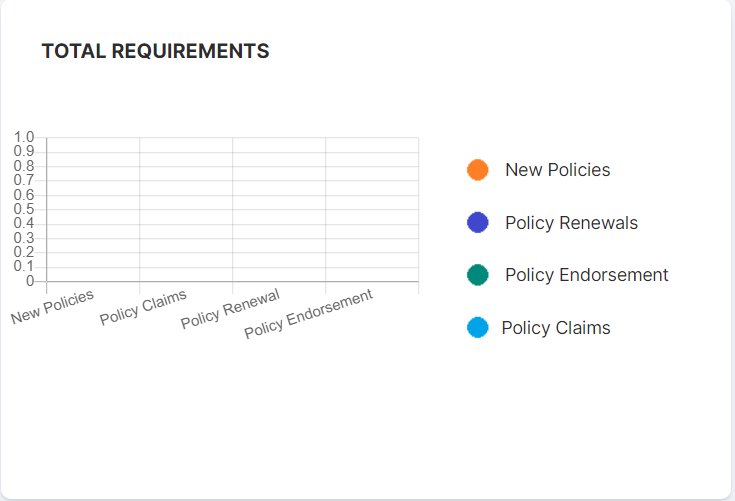 TOTAL REQUIREMENTS
1.0
0.9
0.8
0.7
0.6
0.5
0.4
0.3
0.2
0.1
0
New Policies
Policy Claims
Policy Renewal
Policy Endorsement
New Policies
Policy Renewals
Policy Endorsement
Policy Claims